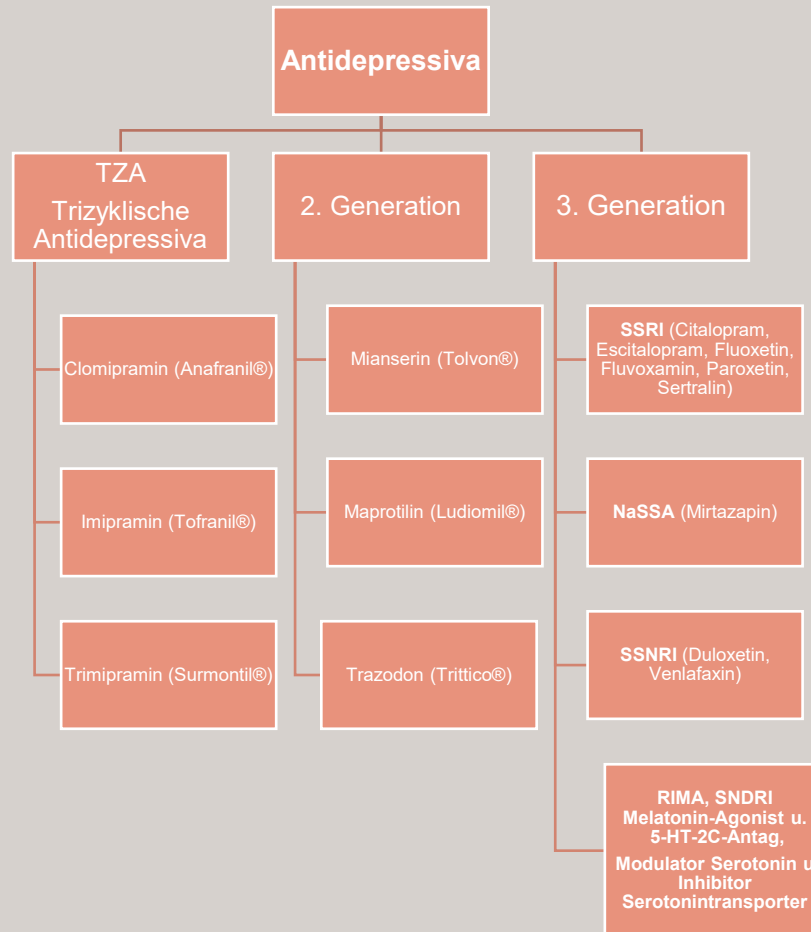 Antidepressiva
TZA
Trizyklische
Antidepressiva
Clomipramin (Anafranil®)
Imipramin (Tofranil®)
Trimipramin (Surmontil®)
2. Generation
Mianserin (Tolvon®)
Maprotilin (Ludiomil®)
Trazodon (Trittico®)
3. Generation
SSRI (Citalopram,
Escitalopram, Fluoxetin,
Fluvoxamin, Paroxetin,
Sertralin)
NaSSA (Mirtazapin)
SSNRI (Duloxetin,
Venlafaxin)
RIMA, SNDRI
Melatonin-Agonist u.
5-HT-2C-Antag,
Modulator Serotonin u
Inhibitor
Serotonintransporter